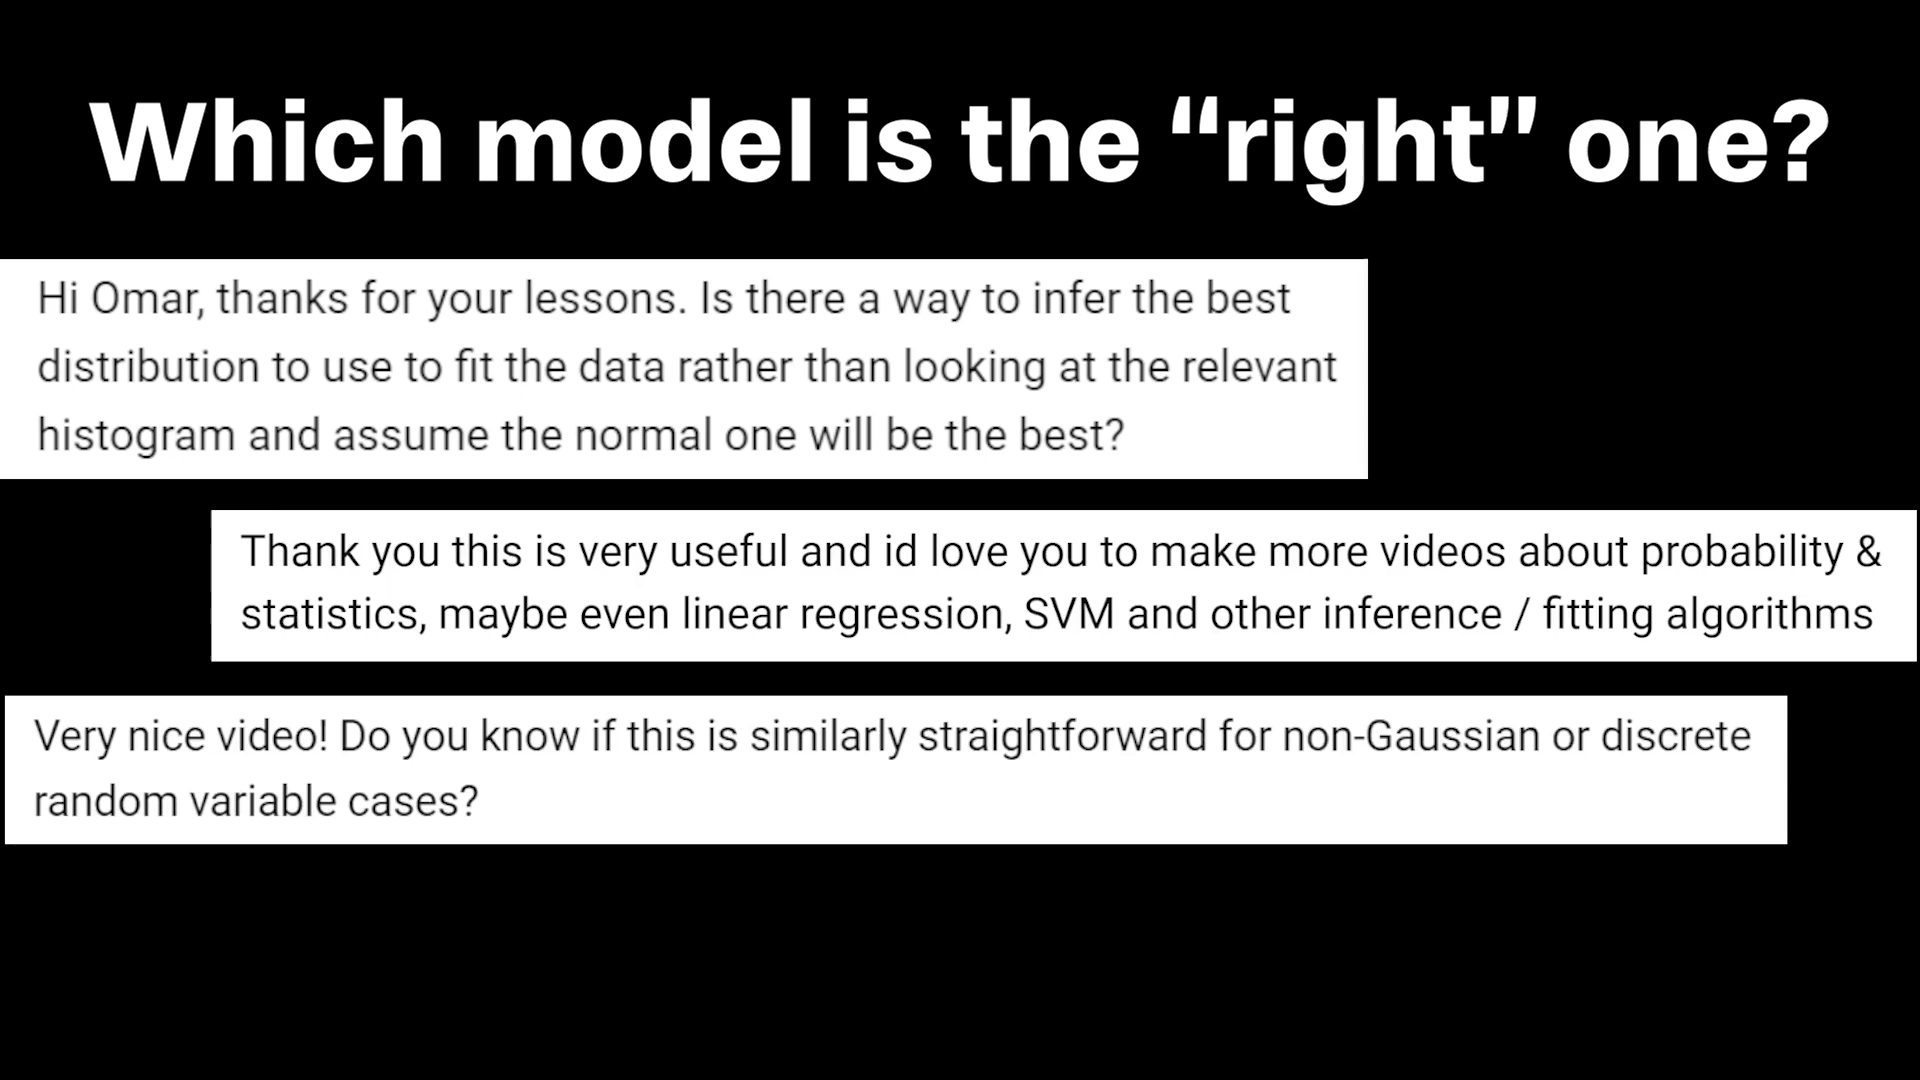 Which model is the “right” one?
Hi Omar, thanks for your lessons. Is there a way to infer the best
distribution to use to fit the data rather than looking at the relevant
histogram and assume the normal one will be the best?
Thank you this is very useful and id love you to make more videos about probability &
statistics, maybe even linear regression, SVM and other inference / fitting algorithms
Very nice video! Do you know if this is similarly straightforward for non-Gaussian or discrete
random variable cases?